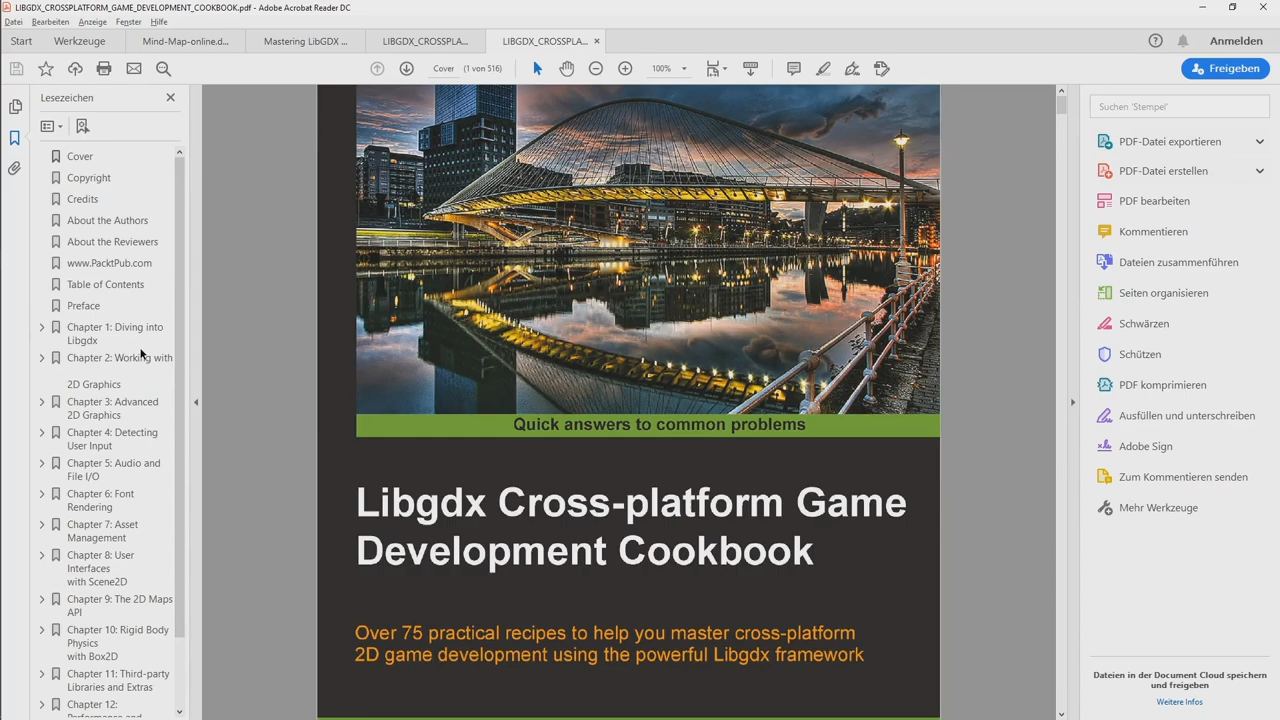 LIBGDX_CROSSPLATFORM_GAME_DEVELOPMENT_COOKBOOK.pdf - Adobe Acrobat Reader DC
Datei Bearbeiten Anzeige Fenster Hilfe
Start Werkzeuge Mind-Map-online.d... Mastering LibGDX ... LIBGDX_CROSSPLA... LIBGDX_CROSSPLA... × Anmelden
Cover (1 von 516) 100% Freigeben
Lesezeichen
Cover
Copyright
Credits
About the Authors
About the Reviewers
www.PacktPub.com
Table of Contents
Preface
Chapter 1: Diving into
Libgdx
Chapter 2: Working with
2D Graphics
Chapter 3: Advanced
2D Graphics
Chapter 4: Detecting
User Input
Chapter 5: Audio and
File I/O
Chapter 6: Font
Rendering
Chapter 7: Asset
Management
Chapter 8: User
Interfaces
with Scene2D
Chapter 9: The 2D Maps
API
Chapter 10: Rigid Body
Physics
with Box2D
Chapter 11: Third-party
Libraries and Extras
Chapter 12:
Performance and
Quick answers to common problems
Libgdx Cross-platform Game
Development Cookbook
Over 75 practical recipes to help you master cross-platform
2D game development using the powerful Libgdx framework
Suchen 'Stempel'
PDF-Datei exportieren
PDF-Datei erstellen
PDF bearbeiten
Kommentieren
Dateien zusammenführen
Seiten organisieren
Schwärzen
Schützen
PDF komprimieren
Ausfüllen und unterschreiben
Adobe Sign
Zum Kommentieren senden
Mehr Werkzeuge
Dateien in der Document Cloud speichern
und freigeben
Weitere Infos